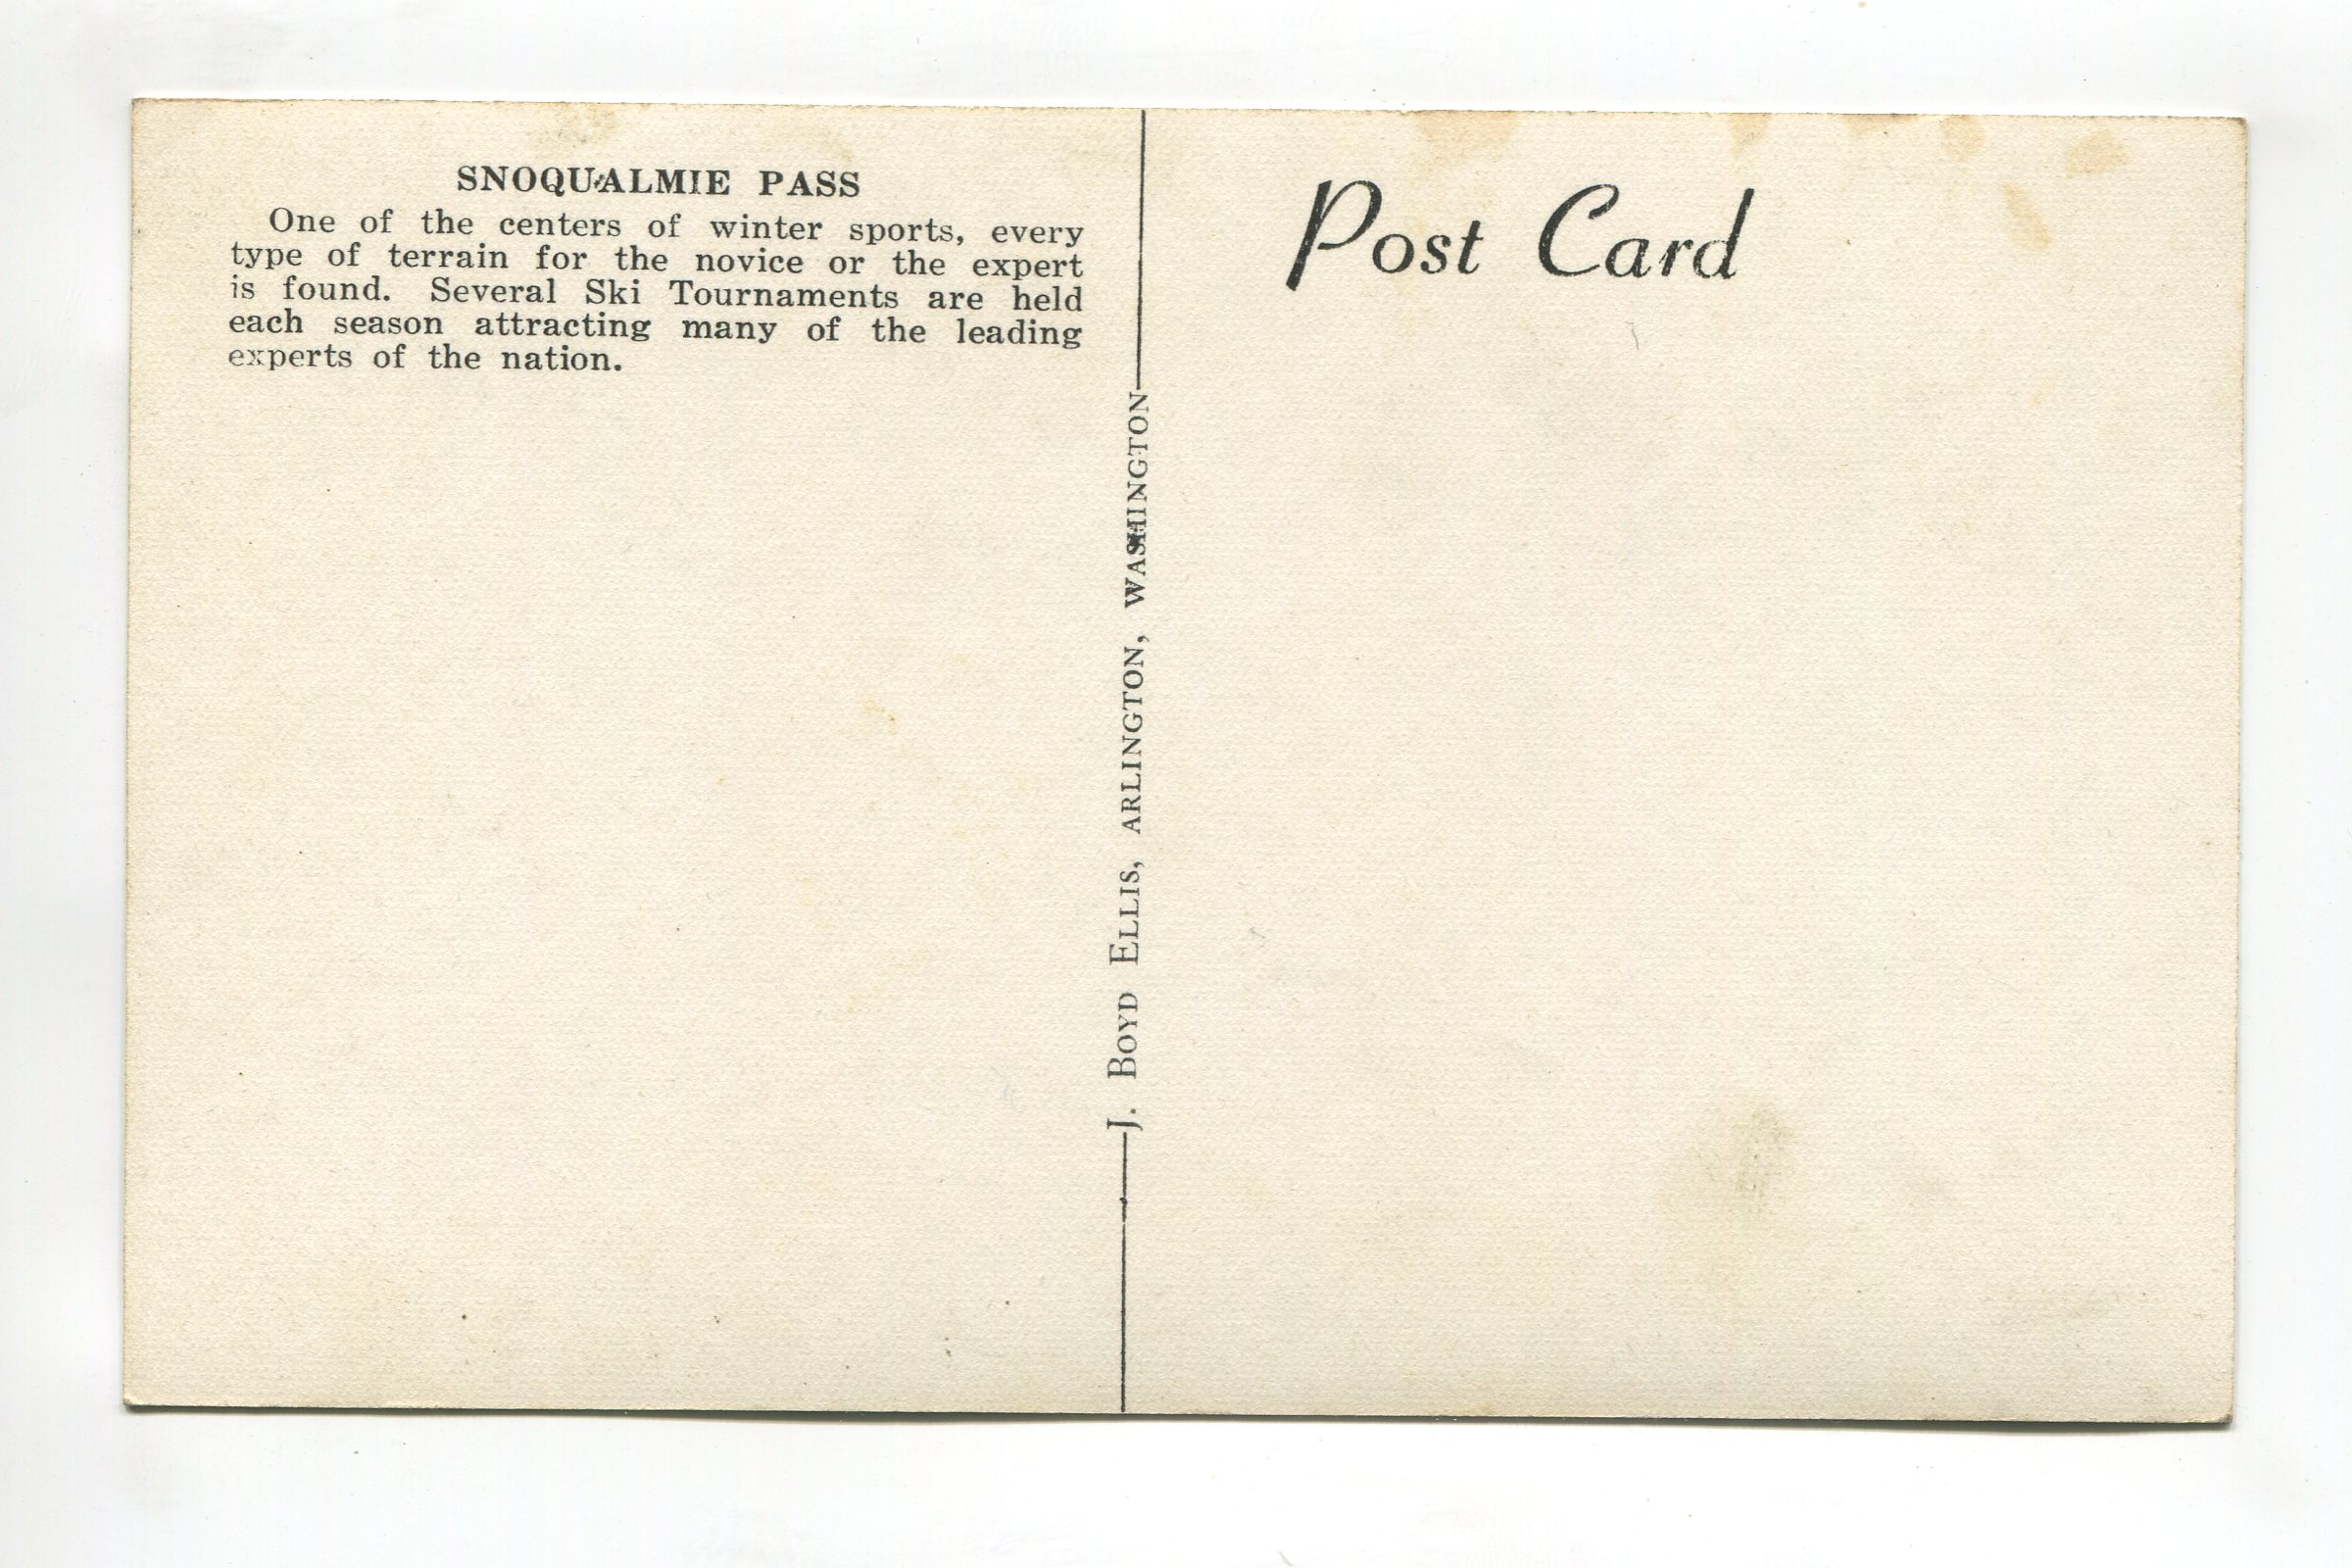 SNOQUALMIE PASS
One of the centers of winter sports, every
type of terrain for the novice or the expert
is found. Several Ski Tournaments are held
each season attracting many of the leading
experts of the nation.
J. BOYD ELLIS, ARLINGTON, WASHINGTON
Post Card